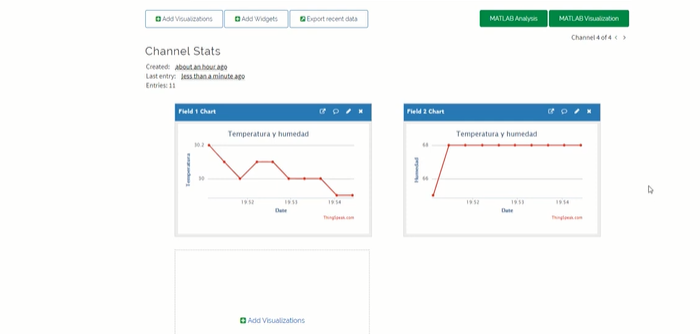 Add Visualizations
Add Widgets
Export recent data
MATLAB Analysis
MATLAB Visualization
Channel 4 of 4 < >
Channel Stats
Created: about an hour ago
Last entry: less than a minute ago
Entries: 11
Field 1 Chart
Field 2 Chart
Temperatura y humedad
Temperatura
30.2
30
19:52
19:53
19:54
Date
ThingSpeak.com
Temperatura y humedad
Humedad
68
66
19:52
19:53
19:54
Date
ThingSpeak.com
Add Visualizations